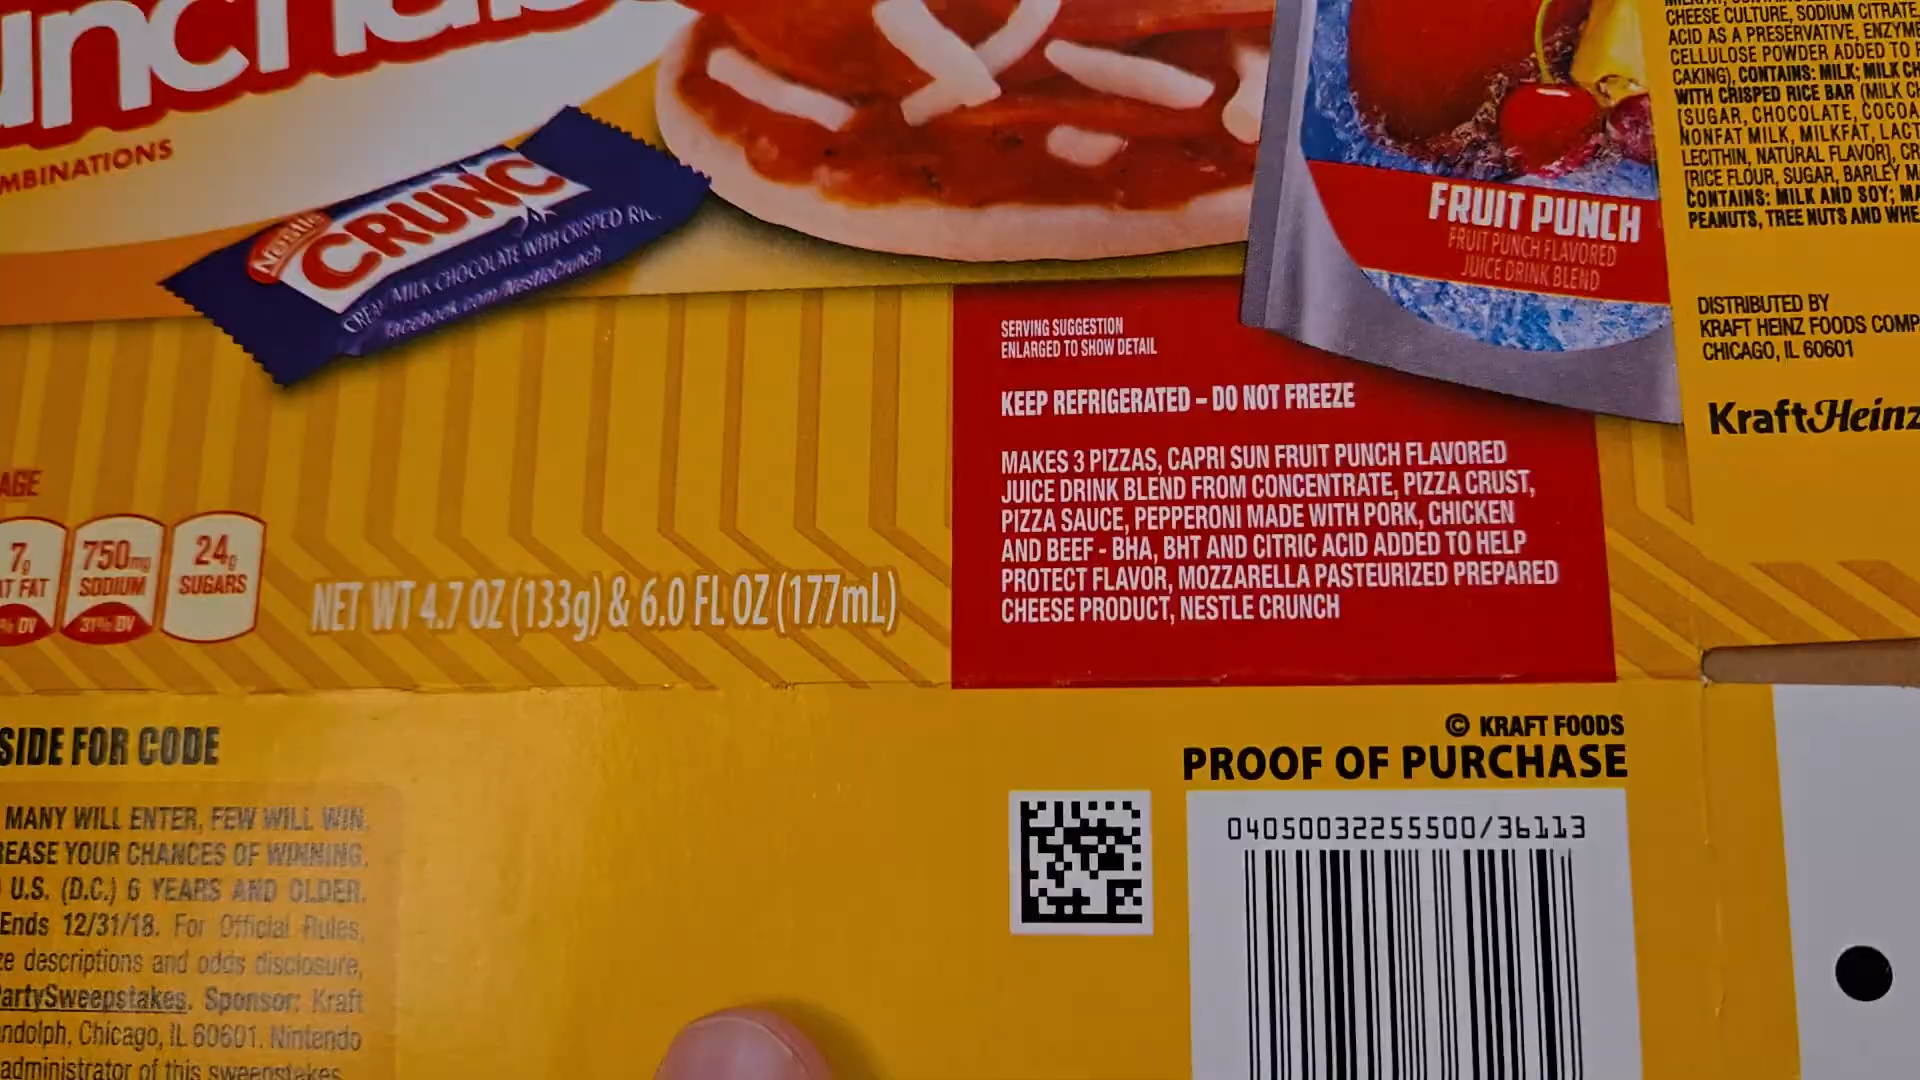 MBINATIONS
Nestle
CRUNC
CREAMY MILK CHOCOLATE WITH CRISPED RIC
facebook.com/NestleCrunch
FRUIT PUNCH
FRUIT PUNCH FLAVORED
JUICE DRINK BLEND
CHEESE CULTURE, SODIUM CITRATE,
ACID AS A PRESERVATIVE, ENZYME
CELLULOSE POWDER ADDED TO P
CAKING), CONTAINS: MILK; MILK CH
WITH CRISPED RICE BAR (MILK CH
[SUGAR, CHOCOLATE, COCOA
NONFAT MILK, MILKFAT, LACT
LECITHIN, NATURAL FLAVOR], CR
[RICE FLOUR, SUGAR, BARLEY M
CONTAINS: MILK AND SOY; MA
PEANUTS, TREE NUTS AND WHE
DISTRIBUTED BY
KRAFT HEINZ FOODS COMP
CHICAGO, IL 60601
KraftHeinz
SERVING SUGGESTION
ENLARGED TO SHOW DETAIL
KEEP REFRIGERATED – DO NOT FREEZE
MAKES 3 PIZZAS, CAPRI SUN FRUIT PUNCH FLAVORED
JUICE DRINK BLEND FROM CONCENTRATE, PIZZA CRUST,
PIZZA SAUCE, PEPPERONI MADE WITH PORK, CHICKEN
AND BEEF - BHA, BHT AND CITRIC ACID ADDED TO HELP
PROTECT FLAVOR, MOZZARELLA PASTEURIZED PREPARED
CHEESE PRODUCT, NESTLE CRUNCH
AGE
7g
AT FAT
% DV
750mg
SODIUM
31% DV
24g
SUGARS
NET WT 4.7 OZ (133g) & 6.0 FL OZ (177mL)
SIDE FOR CODE
MANY WILL ENTER, FEW WILL WIN.
REASE YOUR CHANCES OF WINNING.
U.S. (D.C.) 6 YEARS AND OLDER.
Ends 12/31/18. For Official Rules,
ze descriptions and odds disclosure,
PartySweepstakes. Sponsor: Kraft
ndolph, Chicago, IL 60601. Nintendo
administrator of this sweepstakes.
© KRAFT FOODS
PROOF OF PURCHASE
04050032255500/36113